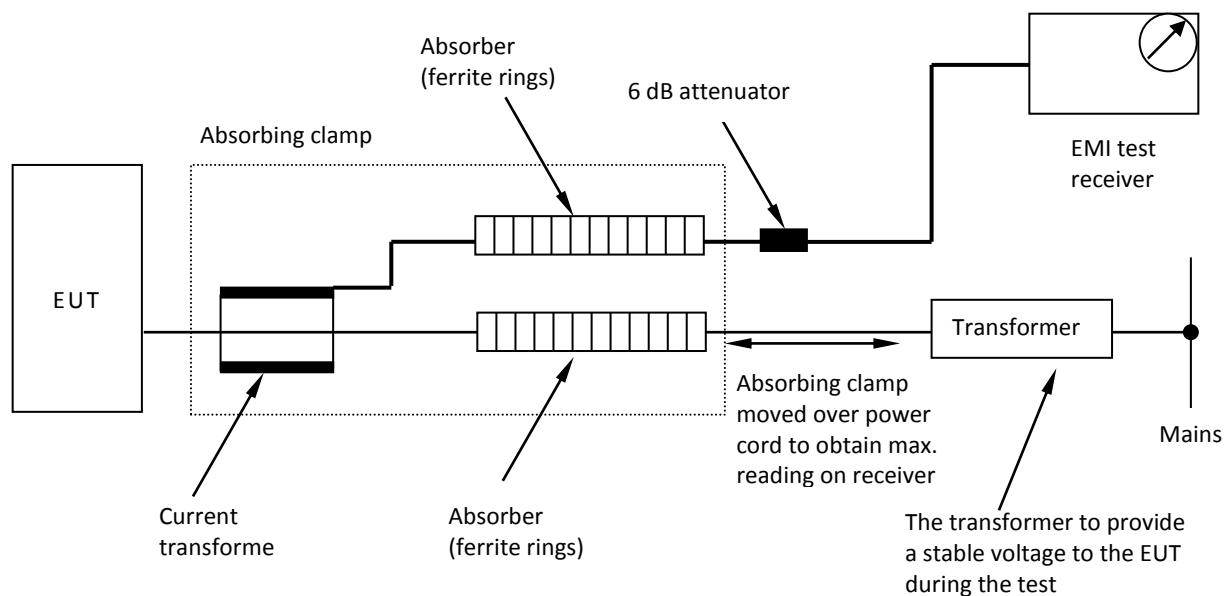 Absorber
(ferrite rings)
6 dB attenuator
Absorbing clamp
EMI test
receiver
EUT
Transformer
Absorbing clamp
moved over power
cord to obtain max.
reading on receiver
Mains
Current
transforme
Absorber
(ferrite rings)
The transformer to provide
a stable voltage to the EUT
during the test